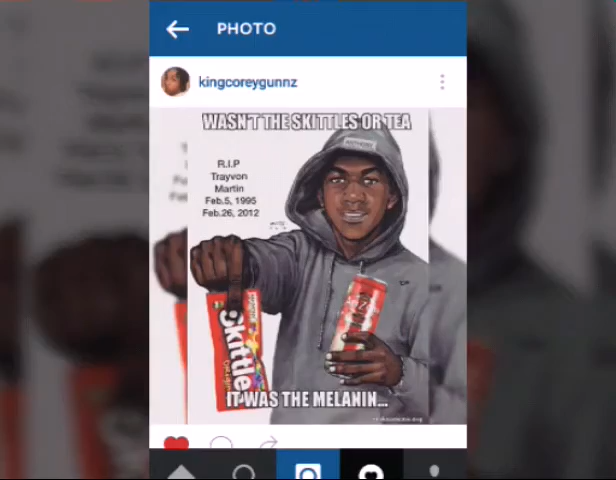 PHOTO
kingcoreygunnz
WASN'T THE SKITTLES OR TEA
R.I.P
Trayvon
Martin
Feb.5, 1995
Feb.26, 2012
Skittle
IT WAS THE MELANIN...